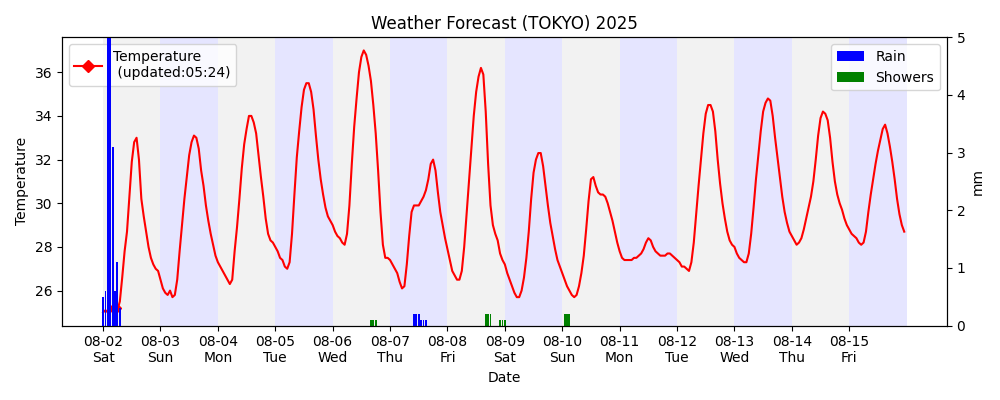 Weather Forecast (TOKYO) 2025
Temperature
(updated:05:24)
Rain
Showers
Temperature
36
34
32
30
28
26
5
4
3
2
1
0
mm
08-02 08-03 08-04 08-05 08-06 08-07 08-08 08-09 08-10 08-11 08-12 08-13 08-14 08-15
Sat Sun Mon Tue Wed Thu Fri Sat Sun Mon Tue Wed Thu Fri
Date